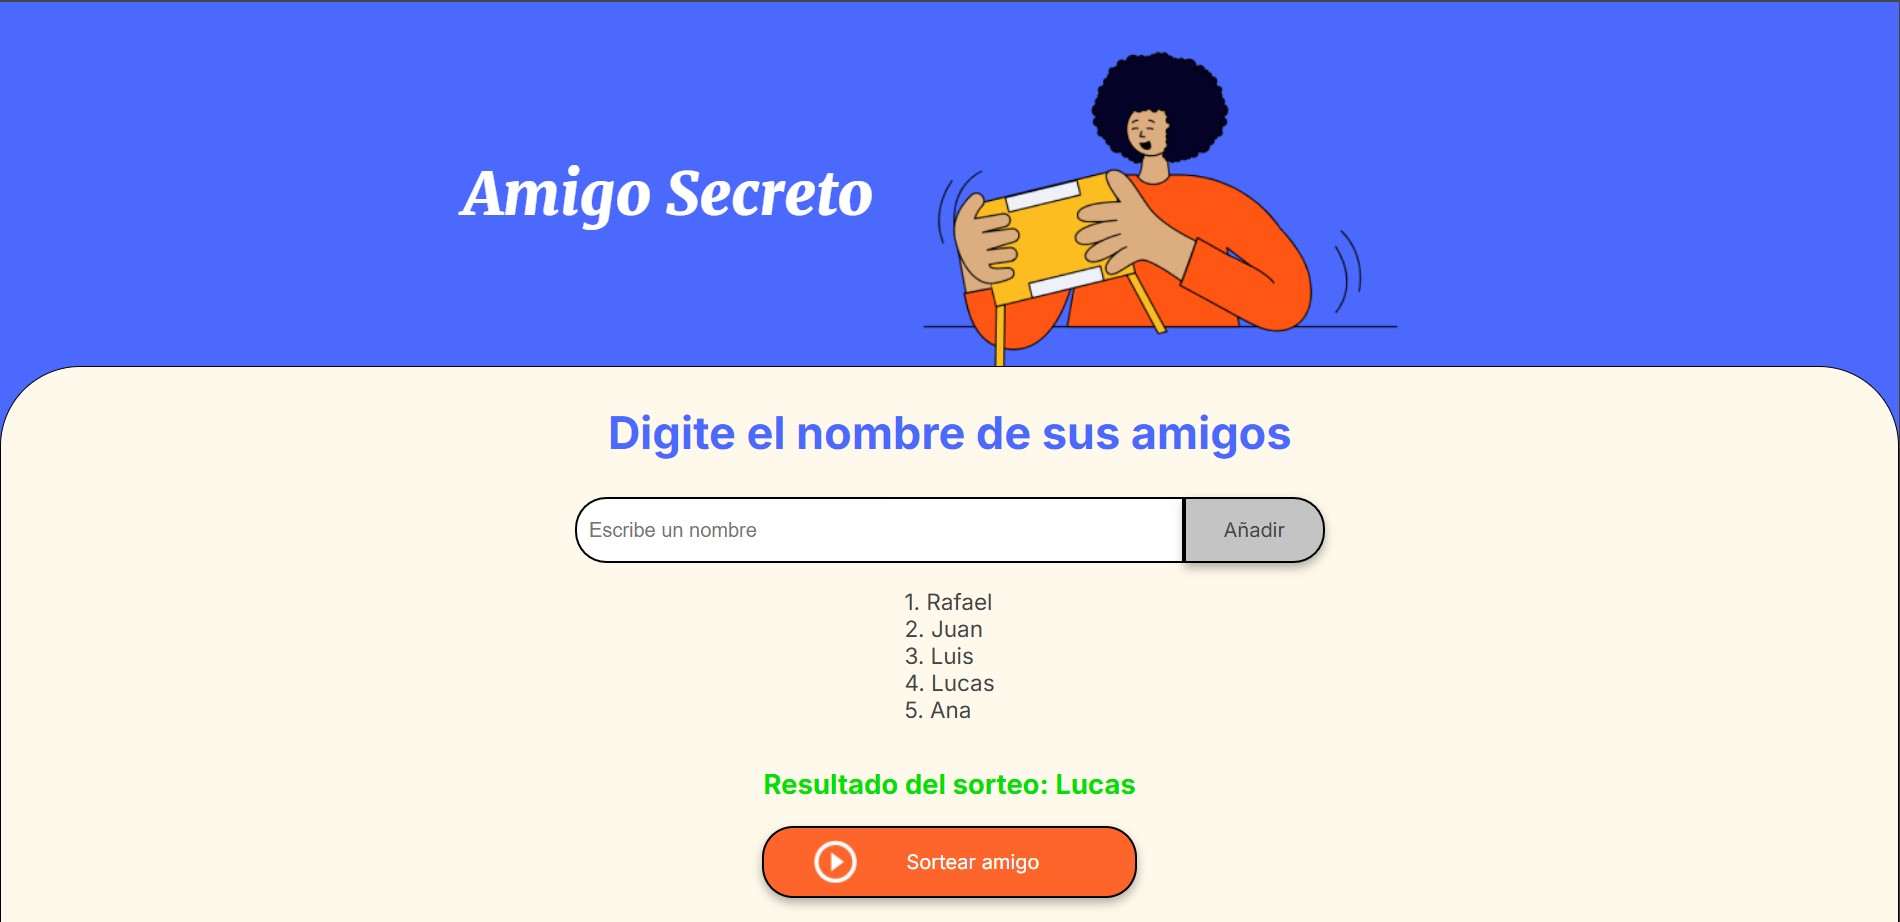 Amigo Secreto
Digite el nombre de sus amigos
Escribe un nombre
Añadir
1. Rafael
2. Juan
3. Luis
4. Lucas
5. Ana
Resultado del sorteo: Lucas
Sortear amigo